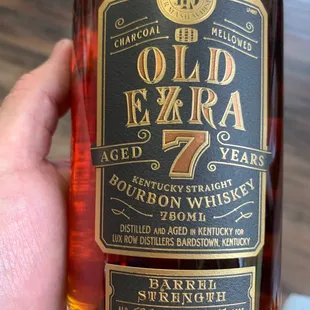 CHARCOAL MELLOWED
OLD
EZRA
AGED 7 YEARS
KENTUCKY STRAIGHT
BOURBON WHISKEY
750ML
DISTILLED AND AGED IN KENTUCKY FOR
LUX ROW DISTILLERS BARDSTOWN, KENTUCKY
BARREL
STRENGTH